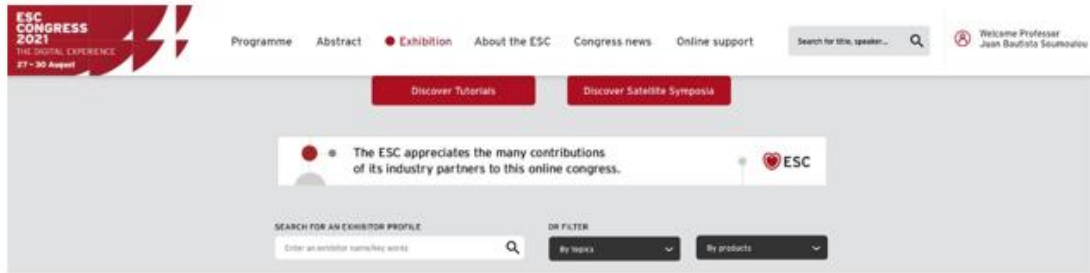 ESC
CONGRESS
2021
THE DIGITAL EXPERIENCE
27 - 30 August
Programme
Abstract
Exhibition
About the ESC
Congress news
Online support
Search for title, speaker...
Welcome Professor
Juan Bautista Soumoulou
Discover Tutorials
Discover Satellite Symposia
The ESC appreciates the many contributions
of its industry partners to this online congress.
ESC
SEARCH FOR AN EXHIBITOR PROFILE
Enter an exhibitor name/key words
OR FILTER
By topics
By products